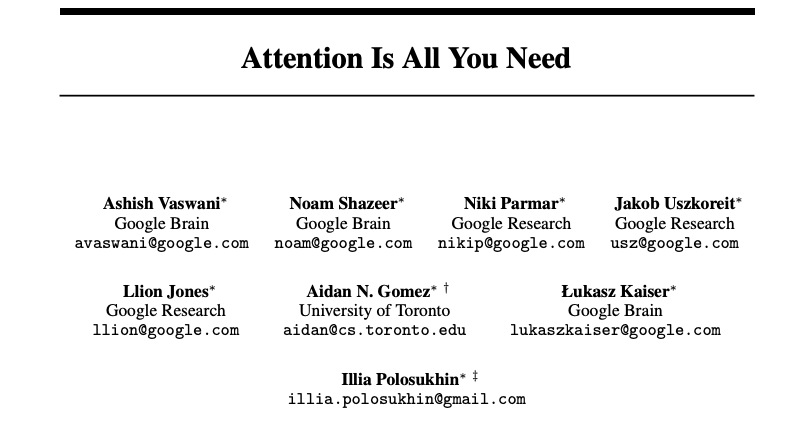 Attention Is All You Need
Ashish Vaswani* Noam Shazeer* Niki Parmar* Jakob Uszkoreit*
Google Brain Google Brain Google Research Google Research
avaswani@google.com noam@google.com nikip@google.com usz@google.com
Llion Jones* Aidan N. Gomez* † Łukasz Kaiser*
Google Research University of Toronto Google Brain
llion@google.com aidan@cs.toronto.edu lukaszkaiser@google.com
Illia Polosukhin* ‡
illia.polosukhin@gmail.com